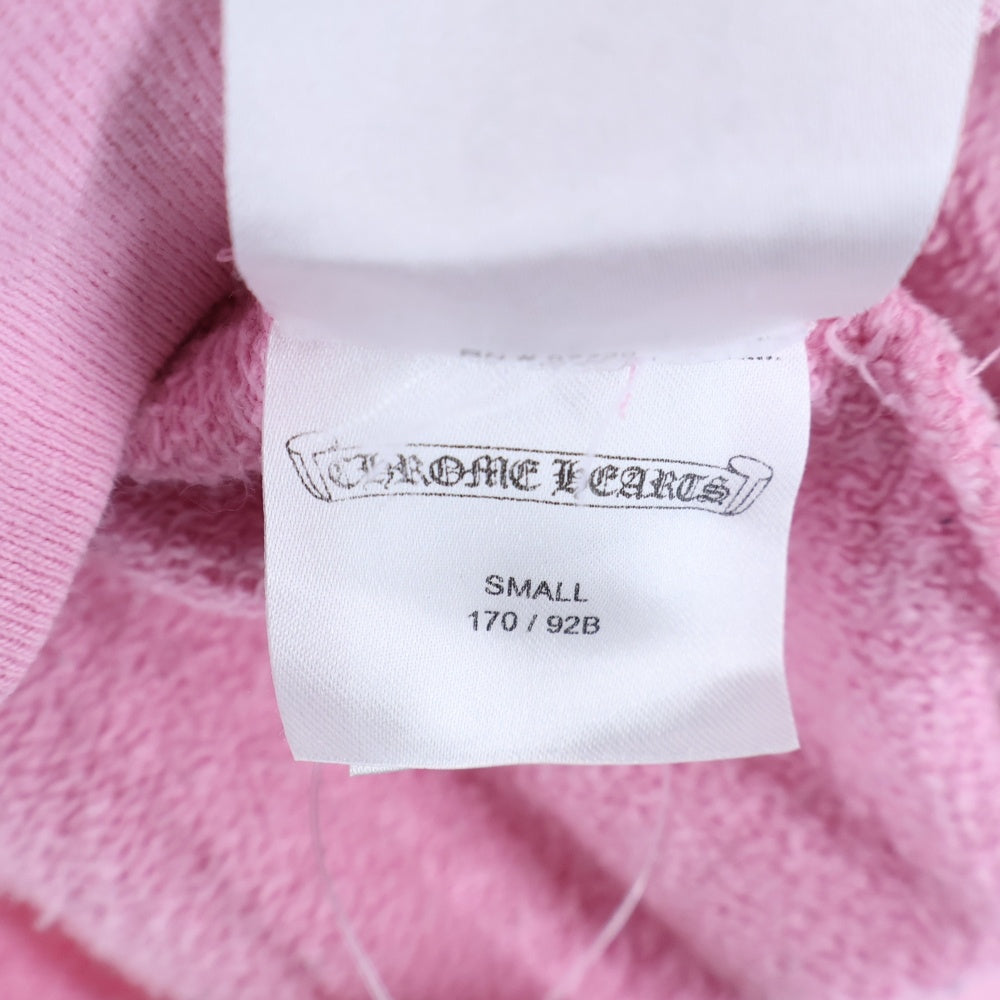 CHROME HEARTS
SMALL
170 / 92B